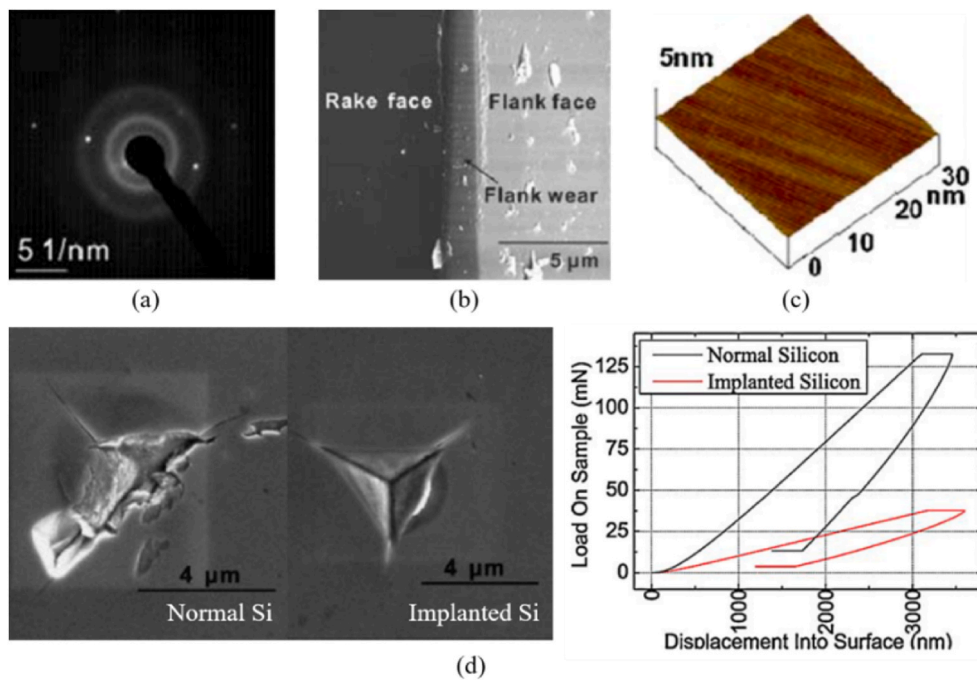 5 1/nm
(a)
Rake face
Flank face
Flank wear
5 µm
(b)
5nm
30
nm
20
10
0
(c)
4 µm
Normal Si
4 µm
Implanted Si
Normal Silicon
Implanted Silicon
Load On Sample (mN)
125
100
75
50
25
0
0
1000
2000
3000
Displacement Into Surface (nm)
(d)